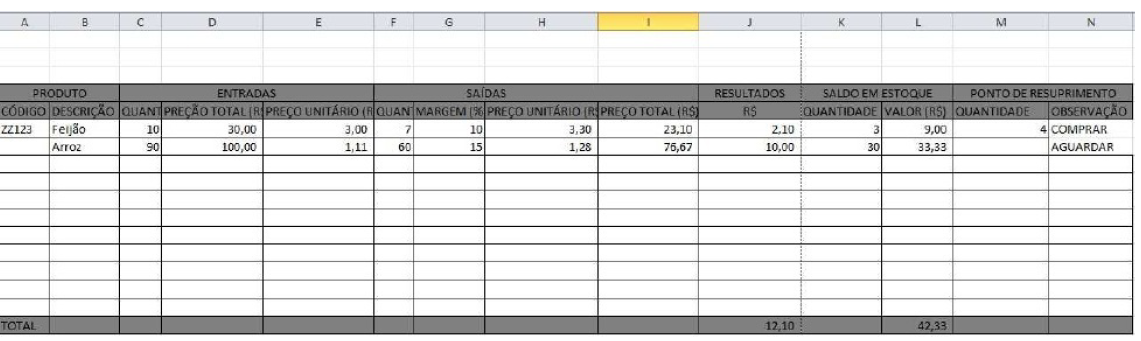 A B C D E F G H I J K L M N
PRODUTO ENTRADAS SAÍDAS RESULTADOS SALDO EM ESTOQUE PONTO DE RESUPRIMENTO
CÓDIGO DESCRIÇÃO QUANT PREÇÃO TOTAL (R$ PREÇO UNITÁRIO (R QUAN MARGEM (% PREÇO UNITÁRIO (R$ PREÇO TOTAL (R$) R$ QUANTIDADE VALOR (R$) QUANTIDADE OBSERVAÇÃO
ZZ123 Feijão 10 30,00 3,00 7 10 3,30 23,10 2,10 3 9,00 4 COMPRAR
Arroz 90 100,00 1,11 60 15 1,28 76,67 10,00 30 33,33 AGUARDAR
TOTAL 12,10 42,33